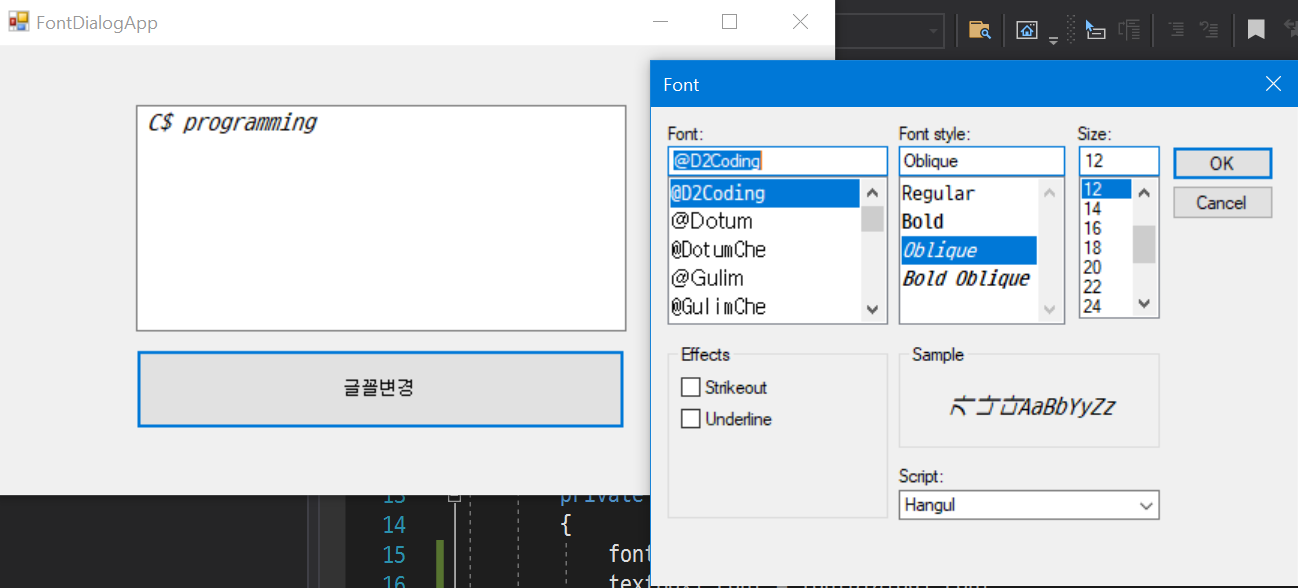 FontDialogApp
C$ programming
글꼴변경
Font
Font:
@D2Coding
@D2Coding
@Dotum
@DotumChe
@Gulim
@GulimChe
Font style:
Oblique
Regular
Bold
Oblique
Bold Oblique
Size:
12
12
14
16
18
20
22
24
OK
Cancel
Effects
Strikeout
Underline
Sample
AaBbYyZz
Script:
Hangul
13
private
14
{
15
font
16